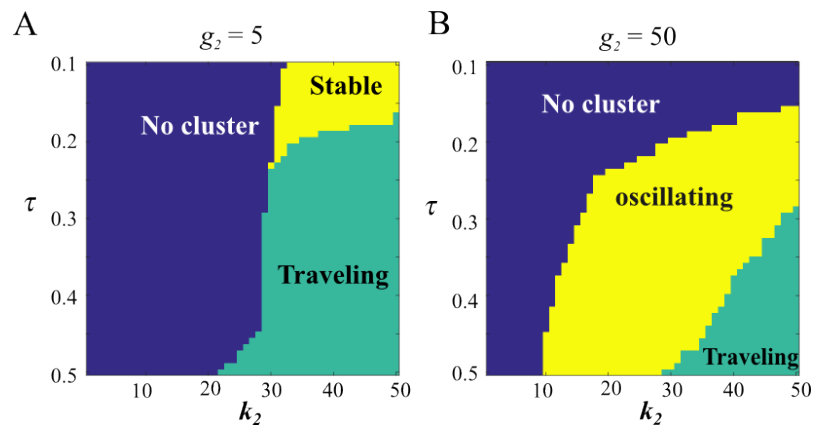 A
g₂ = 5
0.1
0.2
τ
0.3
0.4
0.5
No cluster
Stable
Traveling
10
20
30
40
50
k₂
B
g₂ = 50
0.1
0.2
τ
0.3
0.4
0.5
No cluster
oscillating
Traveling
10
20
30
40
50
k₂